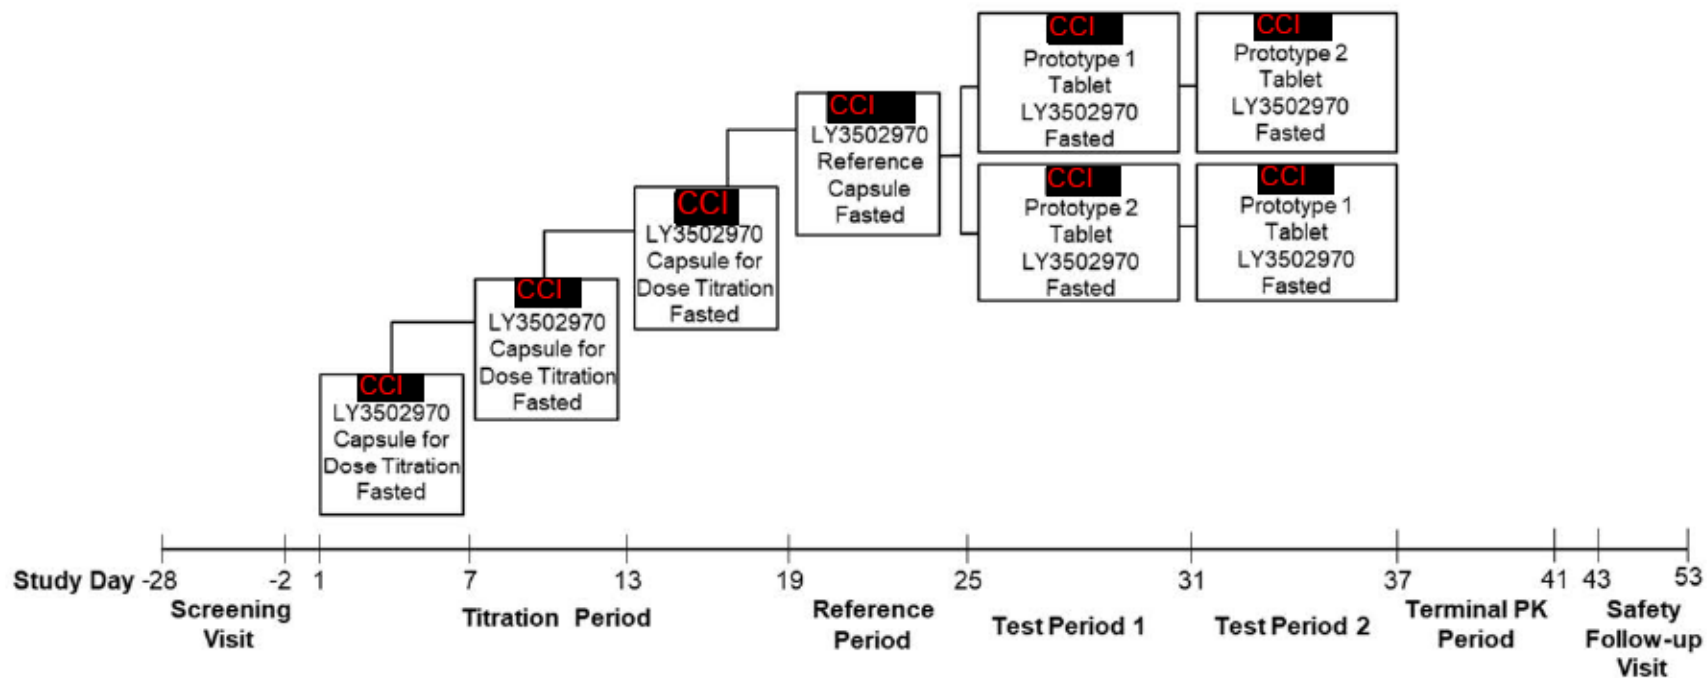 CCI
Prototype 1
Tablet
LY3502970
Fasted
CCI
Prototype 2
Tablet
LY3502970
Fasted
CCI
LY3502970
Reference
Capsule
Fasted
CCI
Prototype 2
Tablet
LY3502970
Fasted
CCI
Prototype 1
Tablet
LY3502970
Fasted
CCI
LY3502970
Capsule for
Dose Titration
Fasted
CCI
LY3502970
Capsule for
Dose Titration
Fasted
CCI
LY3502970
Capsule for
Dose Titration
Fasted
Study Day -28 -2 1 7 13 19 25 31 37 41 43 53
Screening
Visit
Titration Period
Reference
Period
Test Period 1
Test Period 2
Terminal PK
Period
Safety
Follow-up
Visit